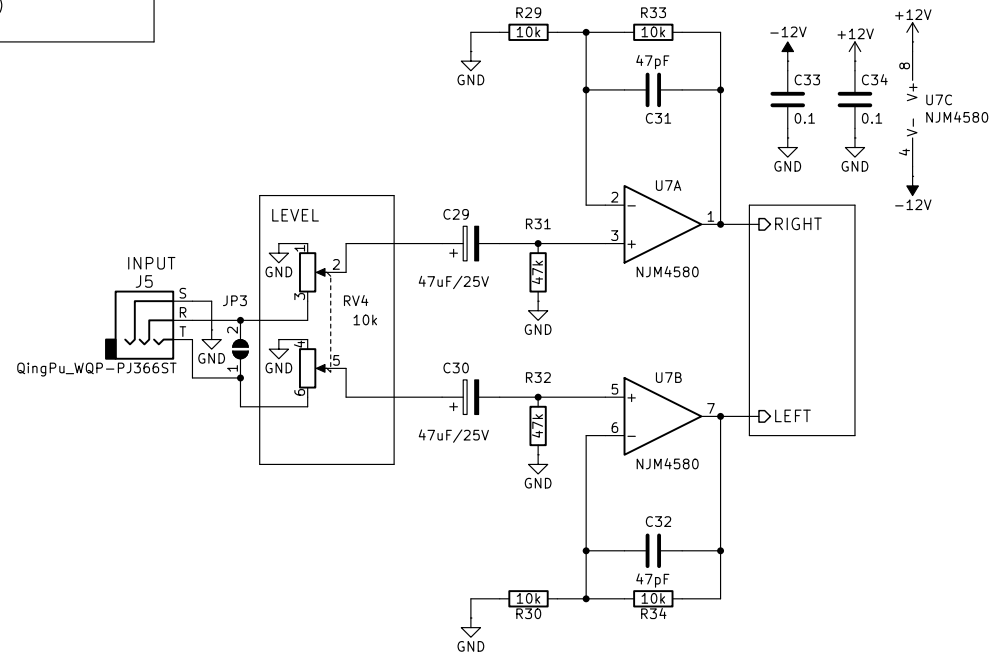 )
R29
10k
GND
R33
10k
47pF
C31
-12V
C33
0.1
GND
+12V
C34
0.1
GND
+12V
8
V+
U7C
NJM4580
V-
4
-12V
U7A
2
-
3
+
1
NJM4580
RIGHT
LEVEL
1
GND
2
3
RV4
10k
4
GND
5
6
C29
+
47uF/25V
R31
47k
GND
INPUT
J5
S
R
T
GND
QingPu_WQP-PJ366ST
JP3
2
1
C30
+
47uF/25V
R32
47k
GND
U7B
5
+
6
-
7
NJM4580
LEFT
C32
47pF
10k
R30
GND
10k
R34